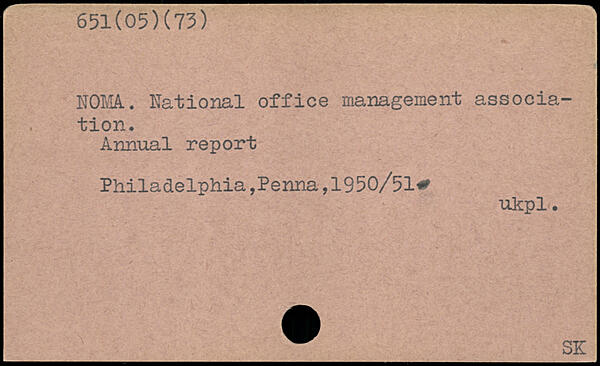 651(05)(73)
NOMA. National office management associa-
tion.
Annual report
Philadelphia,Penna,1950/51
ukpl.
SK